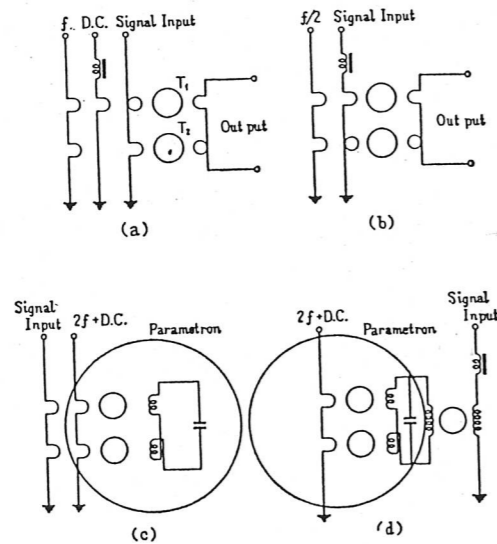 f.. D.C. Signal Input
T₁
T₂
Out put
(a)
f/2 Signal Input
Out put
(b)
Signal Input
2f+D.C.
Parametron
(c)
2f+D.C.
Parametron
Signal Input
(d)